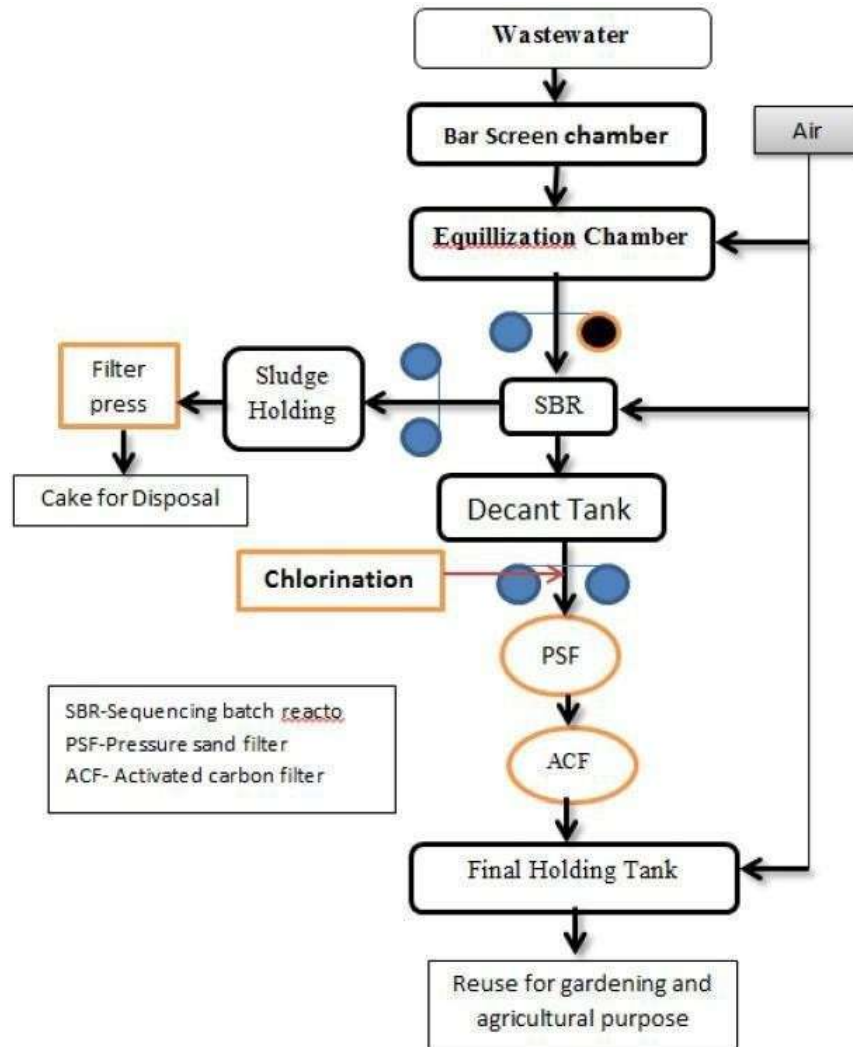 Wastewater
Bar Screen chamber
Air
Equillization Chamber
Filter
press
Sludge
Holding
SBR
Cake for Disposal
Decant Tank
Chlorination
PSF
SBR-Sequencing batch reacto
PSF-Pressure sand filter
ACF- Activated carbon filter
ACF
Final Holding Tank
Reuse for gardening and
agricultural purpose